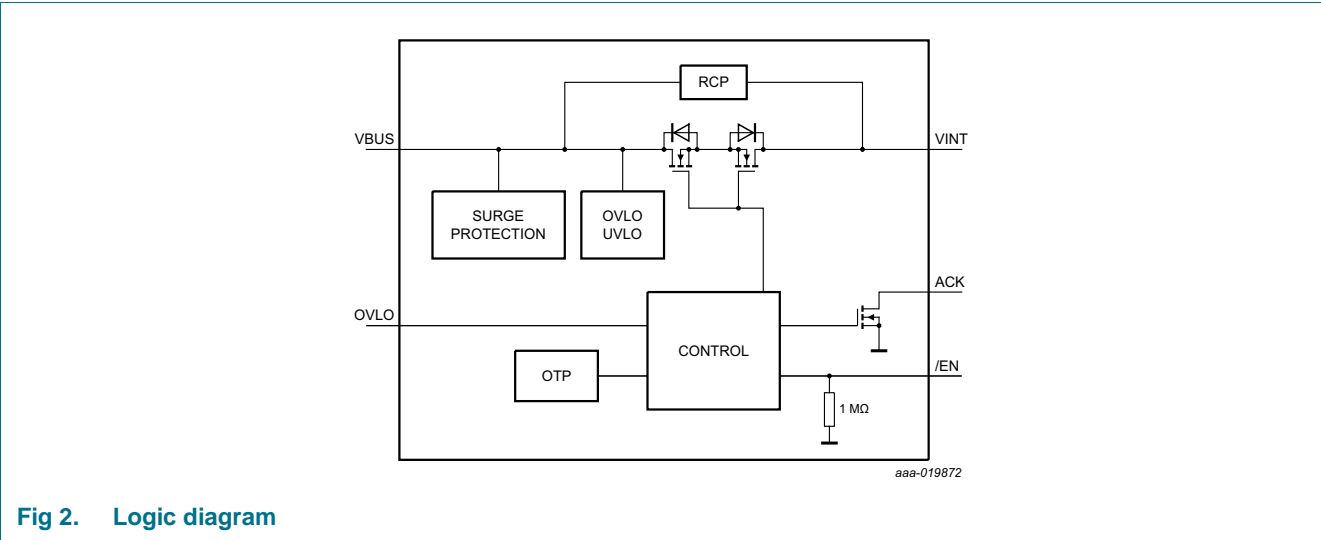 RCP
VBUS
VINT
SURGE
PROTECTION
OVLO
UVLO
ACK
OVLO
CONTROL
/EN
OTP
1 MΩ
aaa-019872
Fig 2. Logic diagram